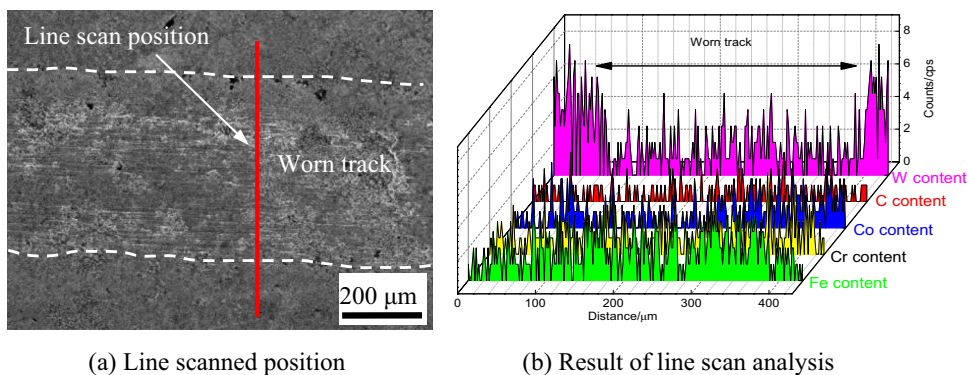 Line scan position
Worn track
200 μm
(a) Line scanned position
Worn track
8
6
4
2
0
Counts/cps
W content
C content
Co content
Cr content
Fe content
0 100 200 300 400
Distance/μm
(b) Result of line scan analysis